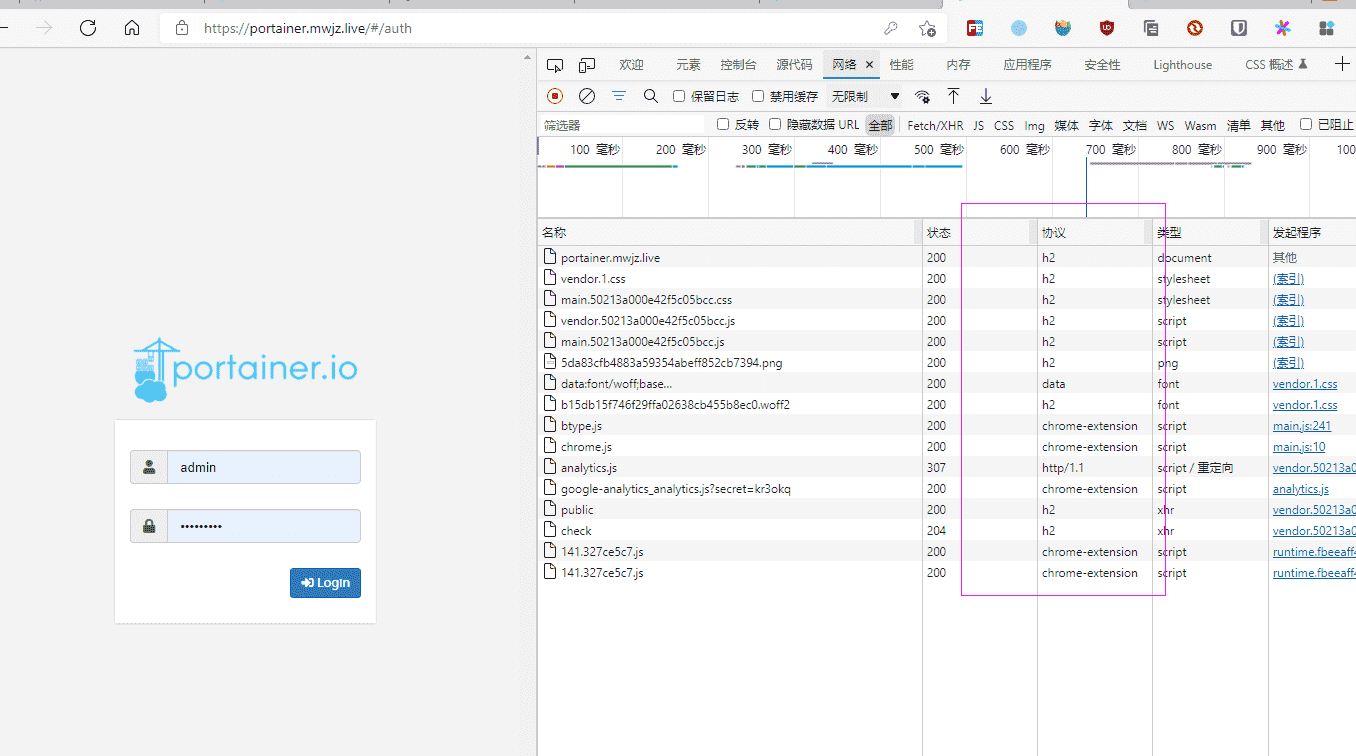 https://portainer.mwjz.live/#/auth
欢迎 元素 控制台 源代码 网络 × 性能 内存 应用程序 安全性 Lighthouse CSS 概述
保留日志 禁用缓存 无限制
筛选器 反转 隐藏数据 URL 全部 Fetch/XHR JS CSS Img 媒体 字体 文档 WS Wasm 清单 其他 已阻止
100 毫秒 200 毫秒 300 毫秒 400 毫秒 500 毫秒 600 毫秒 700 毫秒 800 毫秒 900 毫秒 100
名称 状态 协议 类型 发起程序
portainer.mwjz.live 200 h2 document 其他
vendor.1.css 200 h2 stylesheet (索引)
main.50213a000e42f5c05bcc.css 200 h2 stylesheet (索引)
vendor.50213a000e42f5c05bcc.js 200 h2 script (索引)
main.50213a000e42f5c05bcc.js 200 h2 script (索引)
5da83cfb4883a59354abeff852cb7394.png 200 h2 png (索引)
data:font/woff;base... 200 data font vendor.1.css
b15db15f746f29ffa02638cb455b8ec0.woff2 200 h2 font vendor.1.css
btype.js 200 chrome-extension script main.js:241
chrome.js 200 chrome-extension script main.js:10
analytics.js 307 http/1.1 script / 重定向 vendor.50213a0
google-analytics_analytics.js?secret=kr3okq 200 chrome-extension script analytics.js
public 200 h2 xhr vendor.50213a0
check 204 h2 xhr vendor.50213a0
141.327ce5c7.js 200 chrome-extension script runtime.fbeeaff4
141.327ce5c7.js 200 chrome-extension script runtime.fbeeaff4
portainer.io
admin
•••••••••
Login